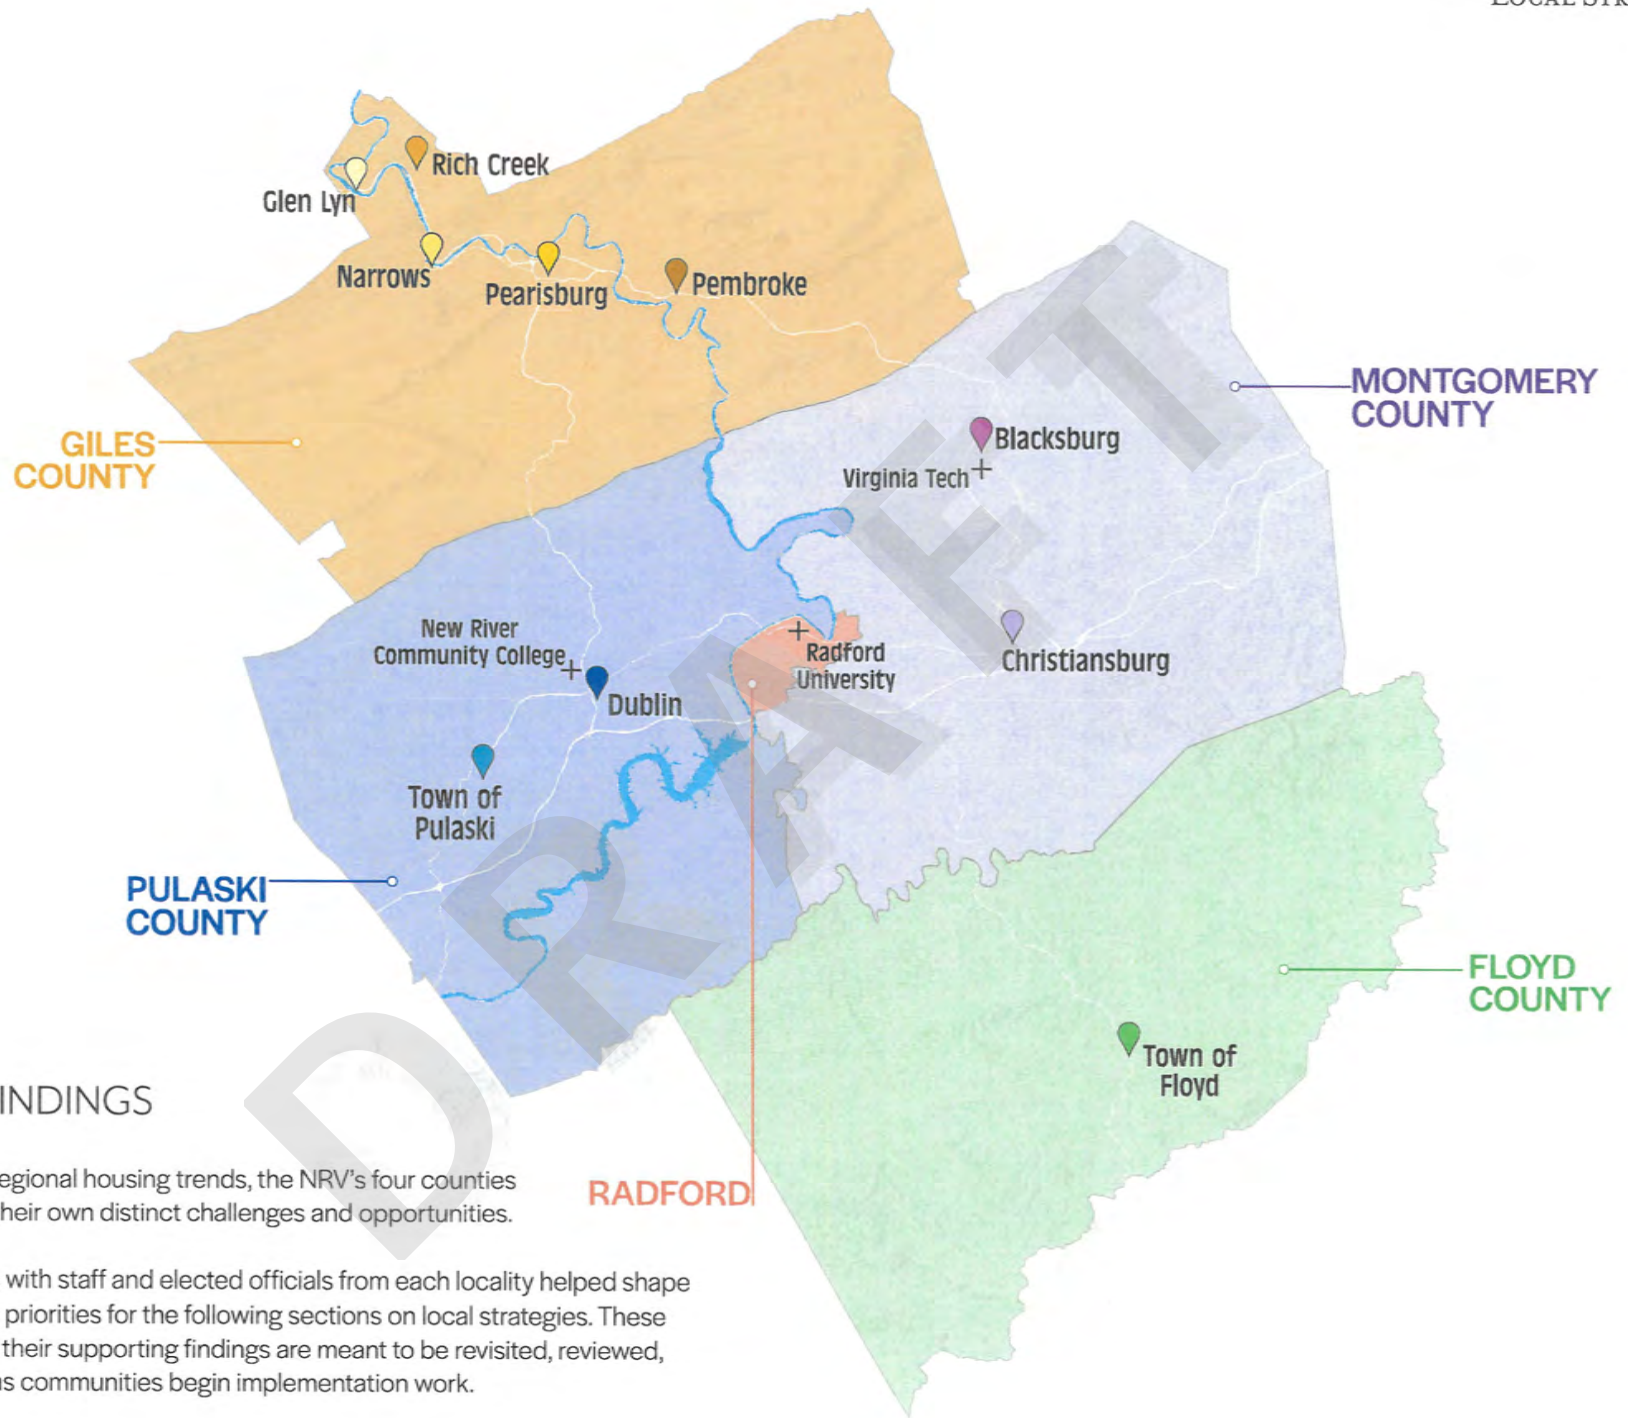 Rich Creek
Glen Lyn
Narrows
Pearisburg
Pembroke
MONTGOMERY
COUNTY
GILES
COUNTY
Blacksburg
Virginia Tech
New River
Community College
Radford
University
Christiansburg
Dublin
Town of
Pulaski
PULASKI
COUNTY
FLOYD
COUNTY
Town of
Floyd
RADFORD
DRAFT
INDINGS
egional housing trends, the NRV's four counties
heir own distinct challenges and opportunities.
with staff and elected officials from each locality helped shape
priorities for the following sections on local strategies. These
their supporting findings are meant to be revisited, reviewed,
as communities begin implementation work.